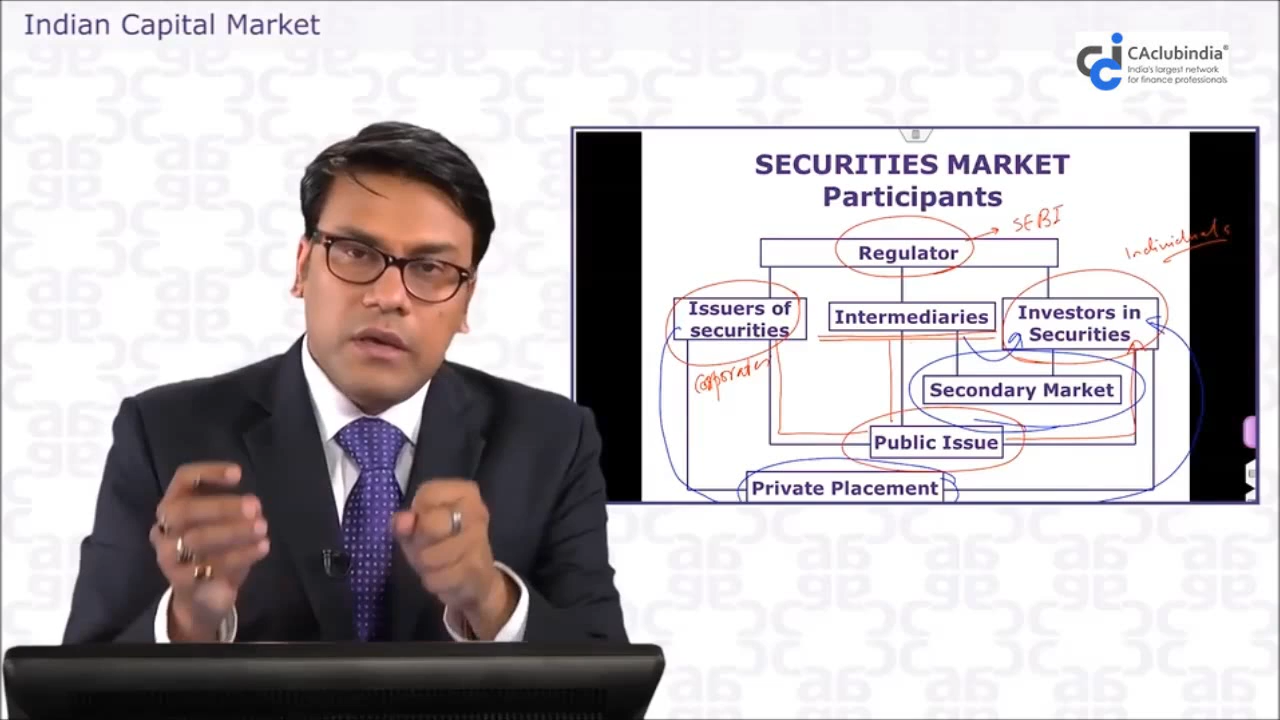 Indian Capital Market
CAclubindia®
India's largest network
for finance professionals
SECURITIES MARKET
Participants
SEBI
Individuals
Regulator
Issuers of
securities
Intermediaries
Investors in
Securities
Corporates
Secondary Market
Public Issue
Private Placement